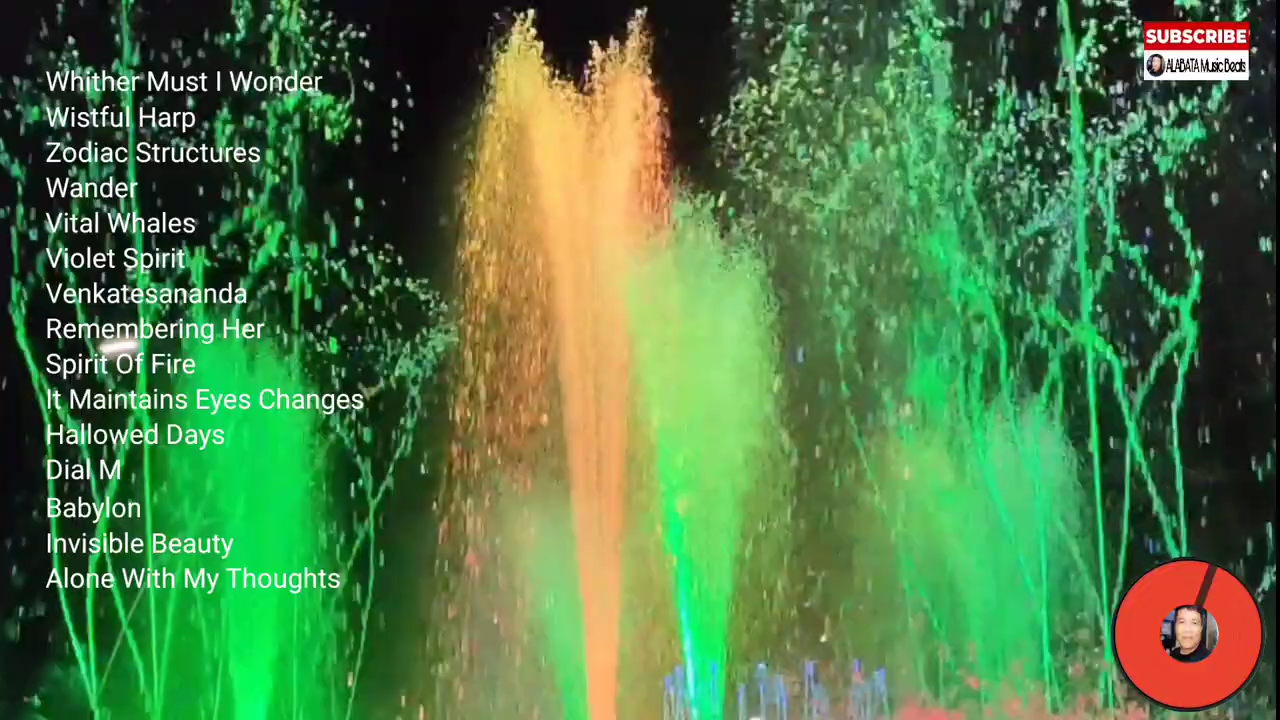 Whither Must I Wonder
Wistful Harp
Zodiac Structures
Wander
Vital Whales
Violet Spirit
Venkatesananda
Remembering Her
Spirit Of Fire
It Maintains Eyes Changes
Hallowed Days
Dial M
Babylon
Invisible Beauty
Alone With My Thoughts
SUBSCRIBE
ALABATA Music Beats